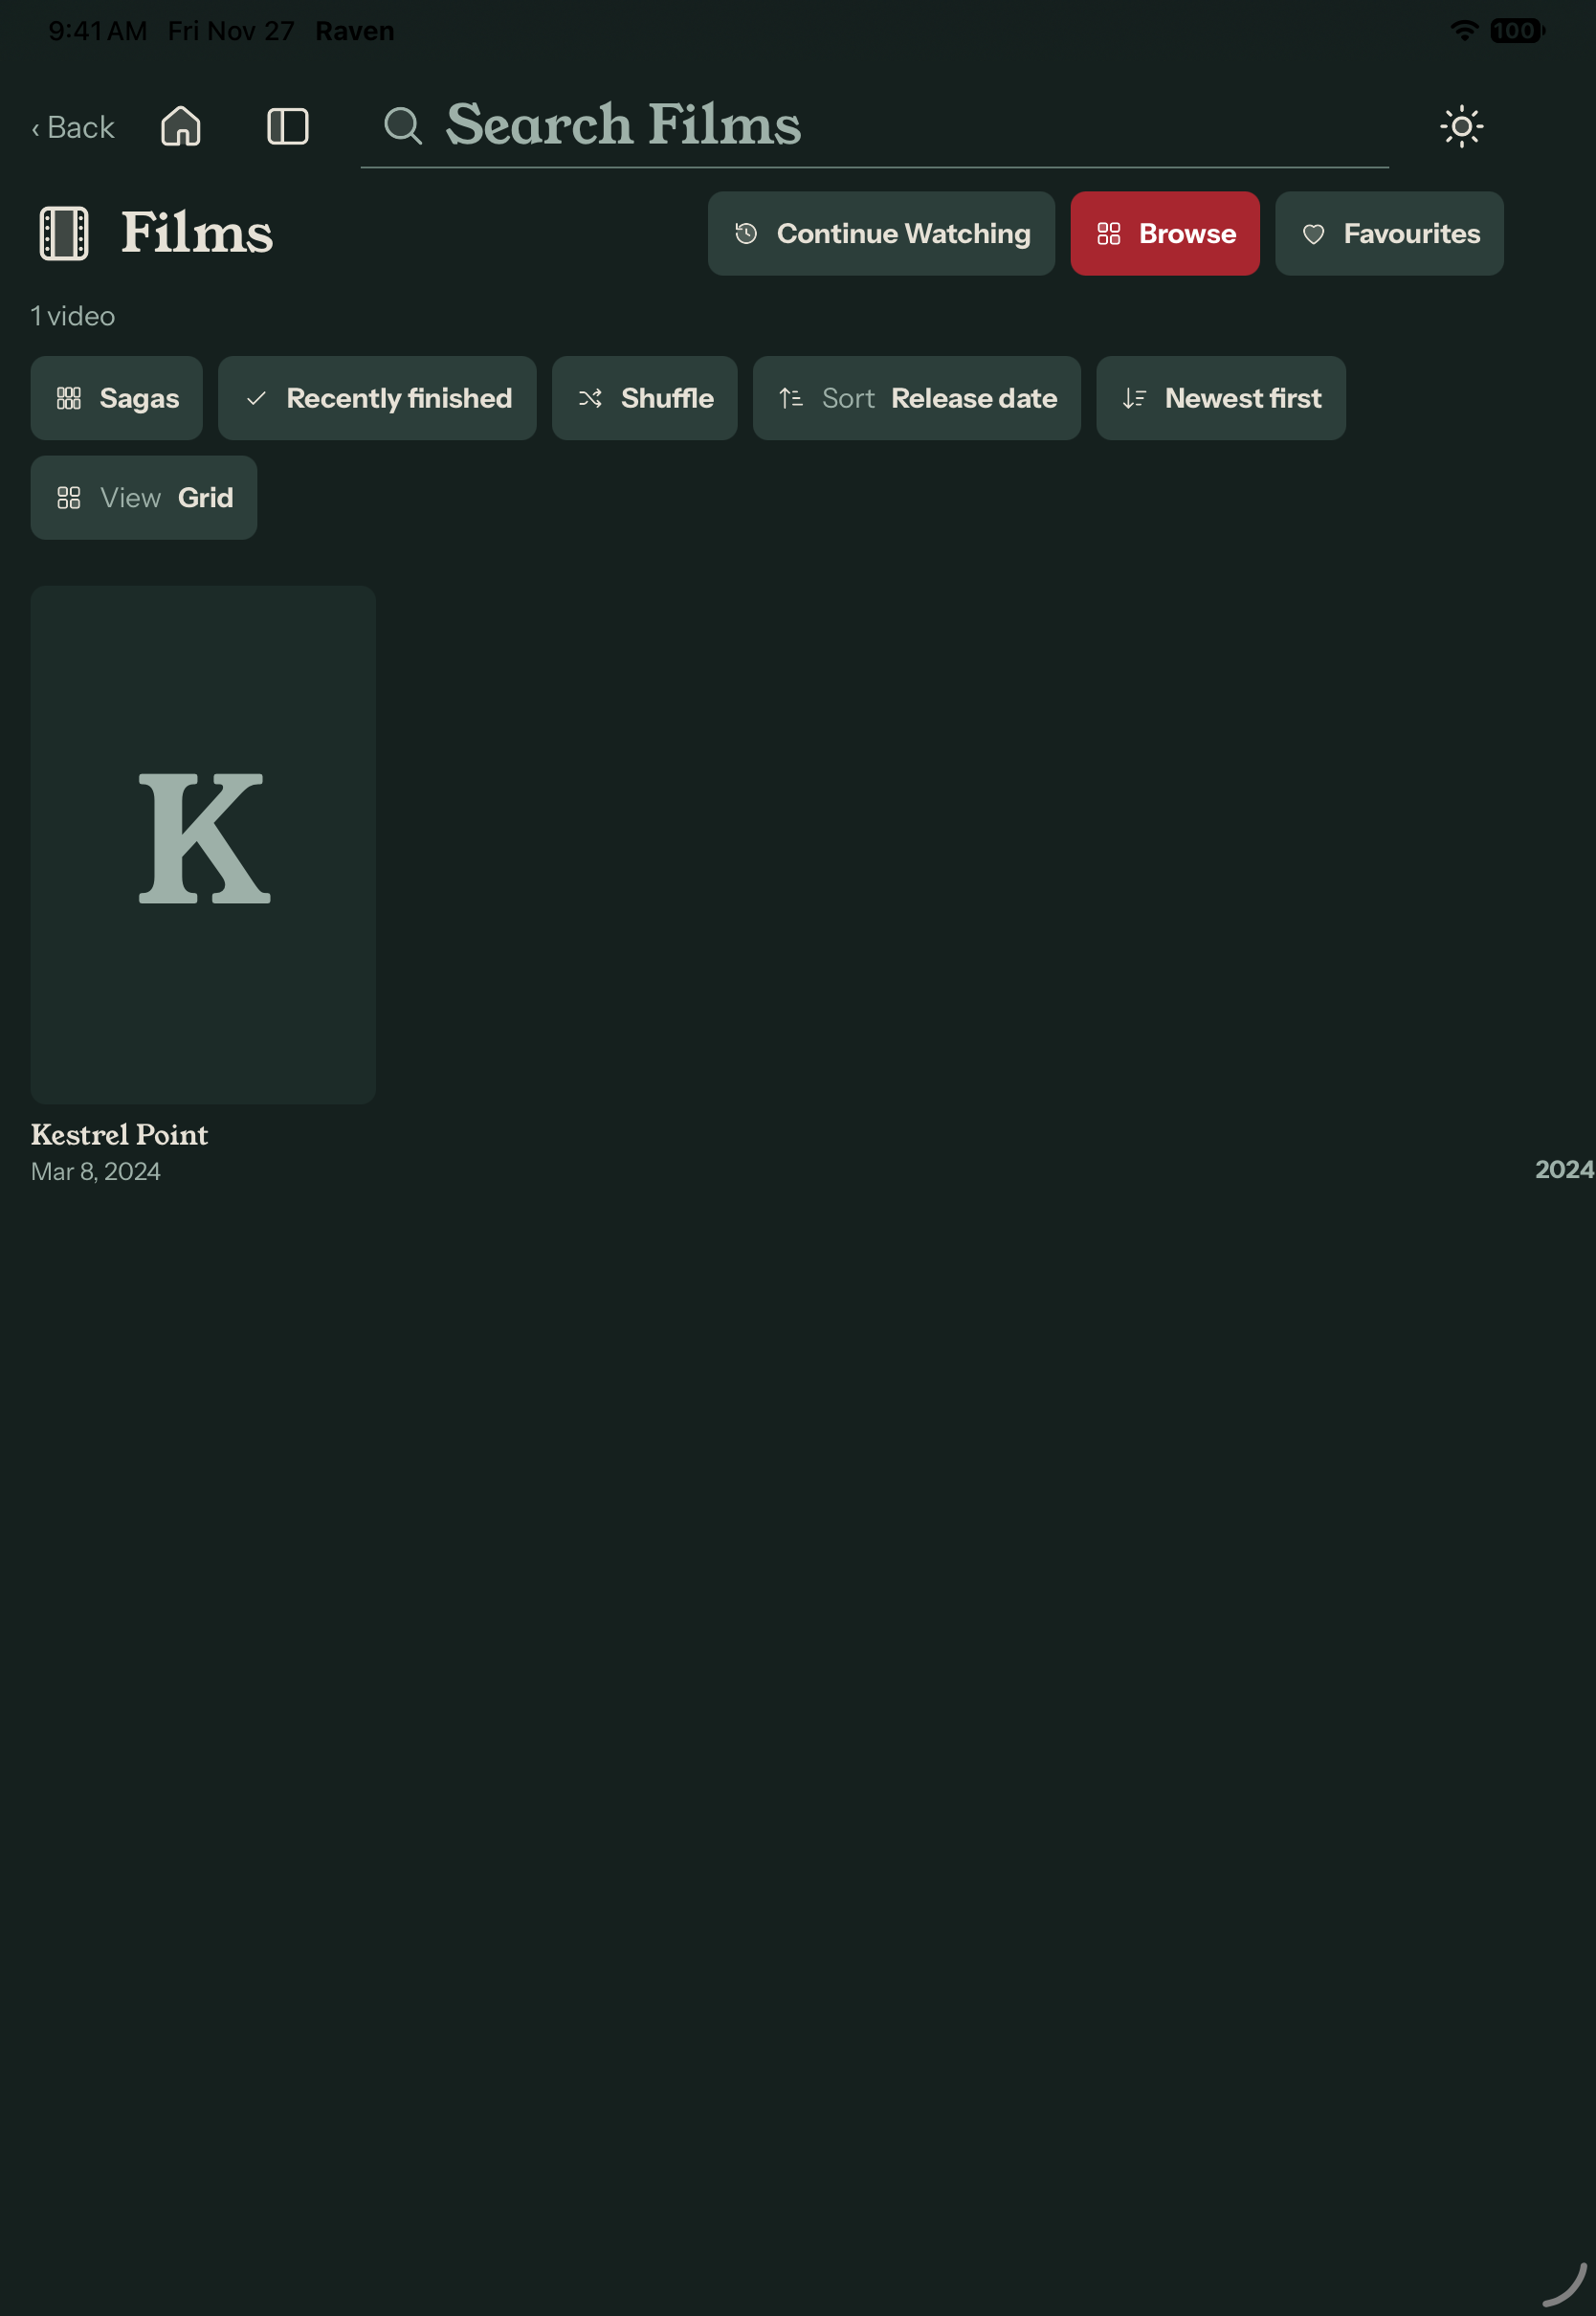 9:41 AM Fri Nov 27 Raven 100
‹ Back Search Films
Films Continue Watching Browse Favourites
1 video
Sagas Recently finished Shuffle Sort Release date Newest first
View Grid
K
Kestrel Point
Mar 8, 2024
2024